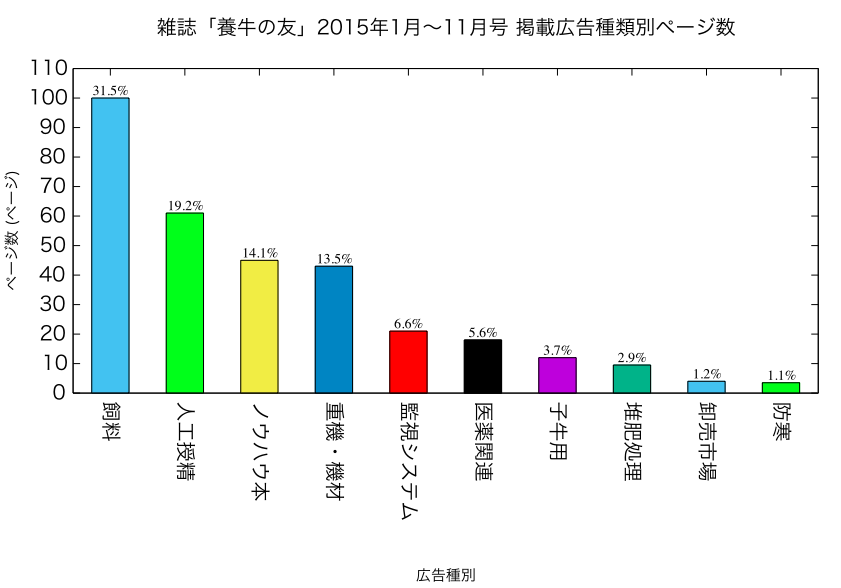 雑誌「養牛の友」2015年1月〜11月号 掲載広告種類別ページ数
ページ数 (ページ)
110
100
90
80
70
60
50
40
30
20
10
0
31.5%
19.2%
14.1%
13.5%
6.6%
5.6%
3.7%
2.9%
1.2%
1.1%
飼料
人工授精
ノウハウ本
重機・機材
監視システム
医薬関連
子牛用
堆肥処理
卸売市場
防寒
広告種別